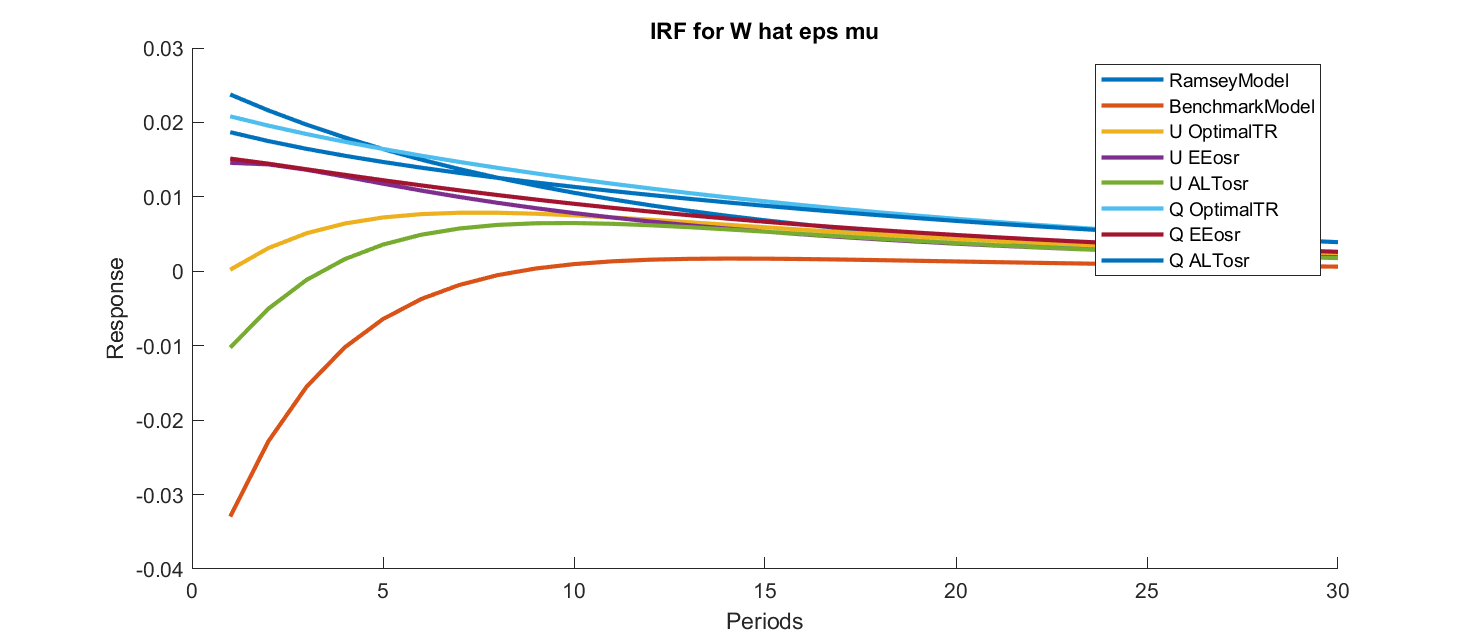 IRF for W hat eps mu
0.03
0.02
0.01
0
-0.01
-0.02
-0.03
-0.04
Response
RamseyModel
BenchmarkModel
U OptimalTR
U EEosr
U ALTosr
Q OptimalTR
Q EEosr
Q ALTosr
0 5 10 15 20 25 30
Periods